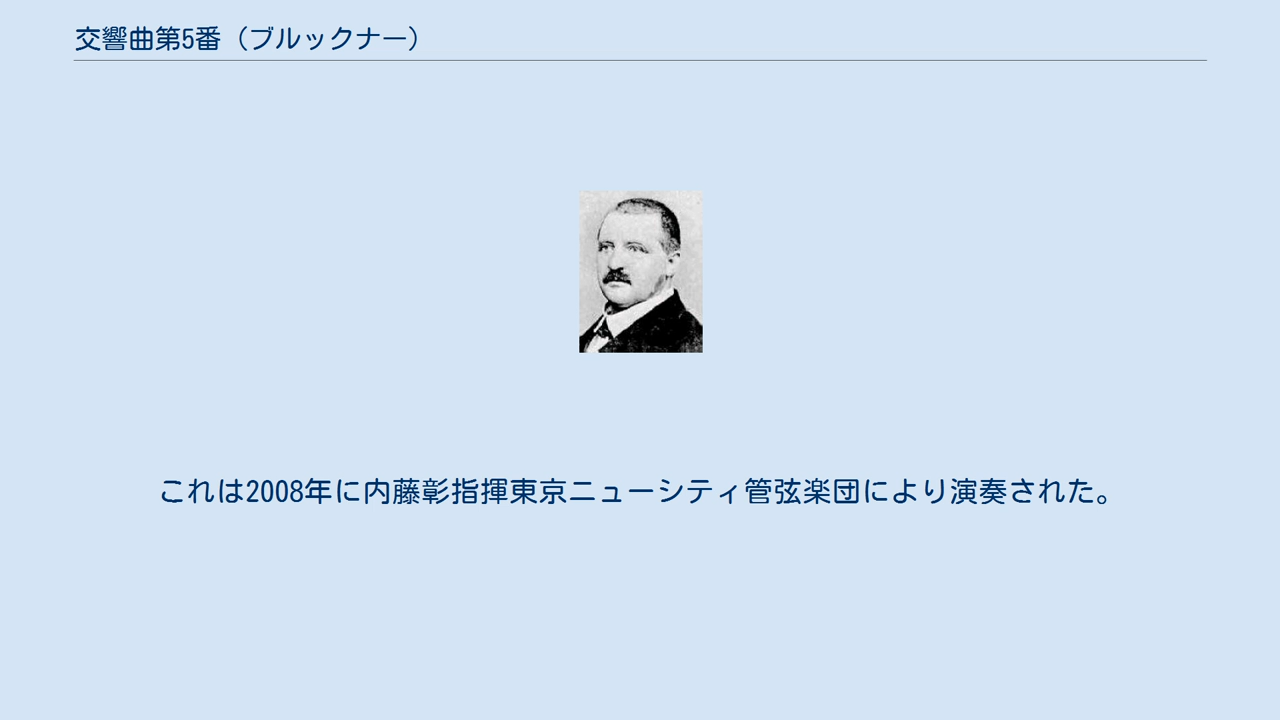 交響曲第5番（ブルックナー）
これは2008年に内藤彰指揮東京ニューシティ管弦楽団により演奏された。